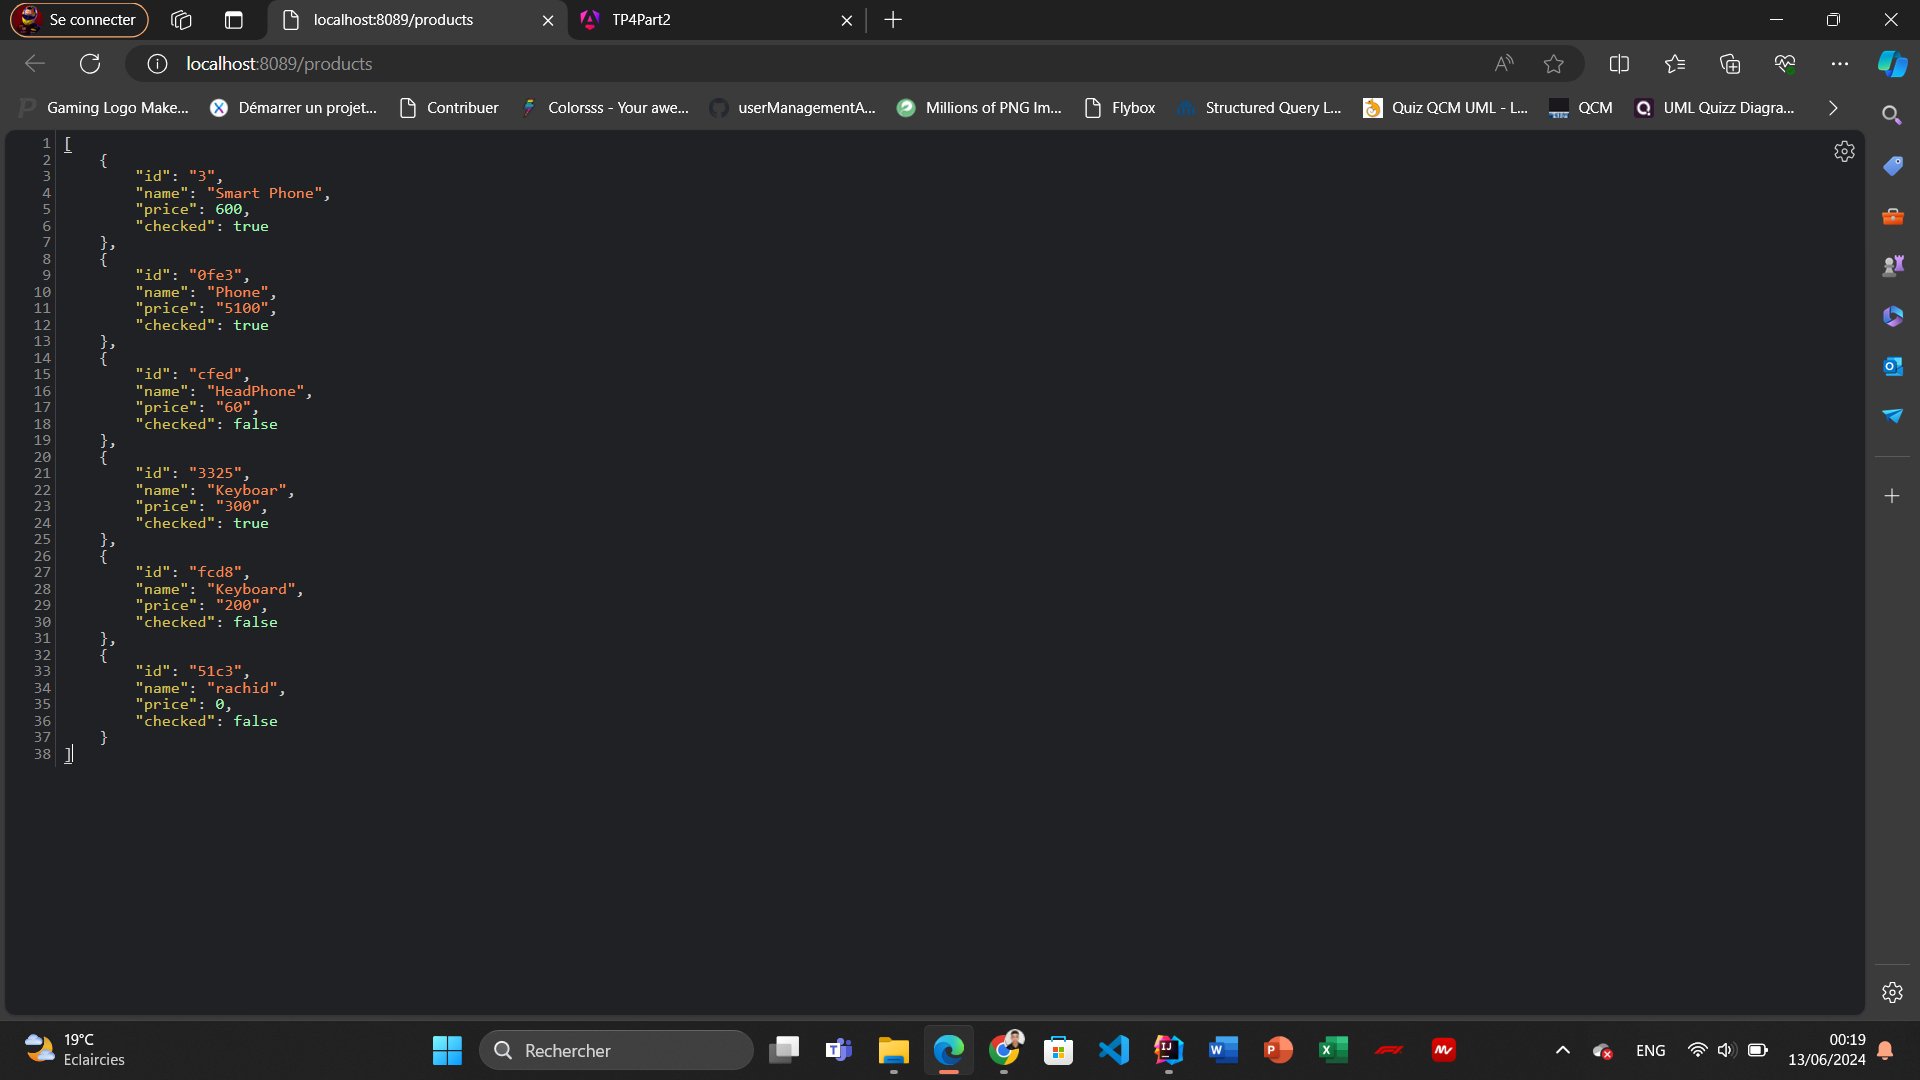 Se connecter
localhost:8089/products
TP4Part2
localhost:8089/products
Gaming Logo Make...
Démarrer un projet...
Contribuer
Colorsss - Your awe...
userManagementA...
Millions of PNG Im...
Flybox
Structured Query L...
Quiz QCM UML - L...
QCM
UML Quizz Diagra...
1 [
2 {
3 "id": "3",
4 "name": "Smart Phone",
5 "price": 600,
6 "checked": true
7 },
8 {
9 "id": "0fe3",
10 "name": "Phone",
11 "price": "5100",
12 "checked": true
13 },
14 {
15 "id": "cfed",
16 "name": "HeadPhone",
17 "price": "60",
18 "checked": false
19 },
20 {
21 "id": "3325",
22 "name": "Keyboar",
23 "price": "300",
24 "checked": true
25 },
26 {
27 "id": "fcd8",
28 "name": "Keyboard",
29 "price": "200",
30 "checked": false
31 },
32 {
33 "id": "51c3",
34 "name": "rachid",
35 "price": 0,
36 "checked": false
37 }
38 ]
19°C
Eclaircies
Rechercher
ENG
00:19
13/06/2024